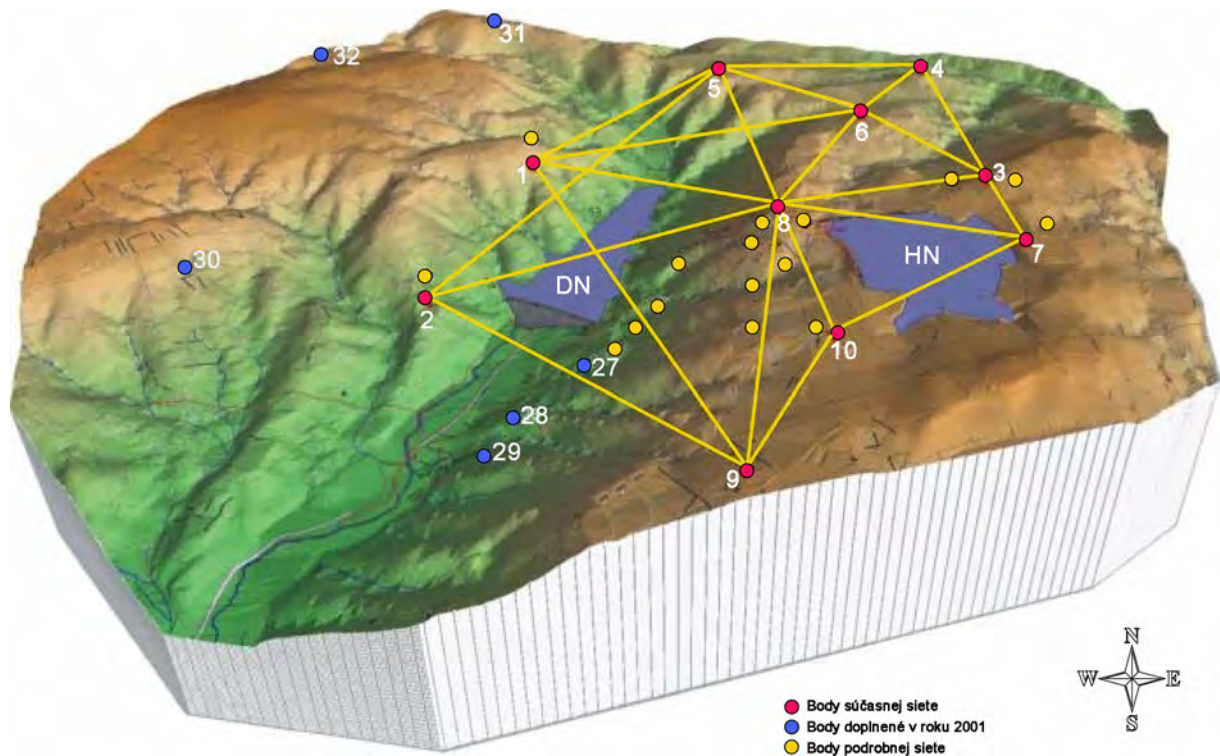 31
32
5
4
6
1
3
8
7
30
DN
HN
2
10
27
28
29
9
N
W E
S
Body súčasnej siete
Body doplnené v roku 2001
Body podrobnej siete